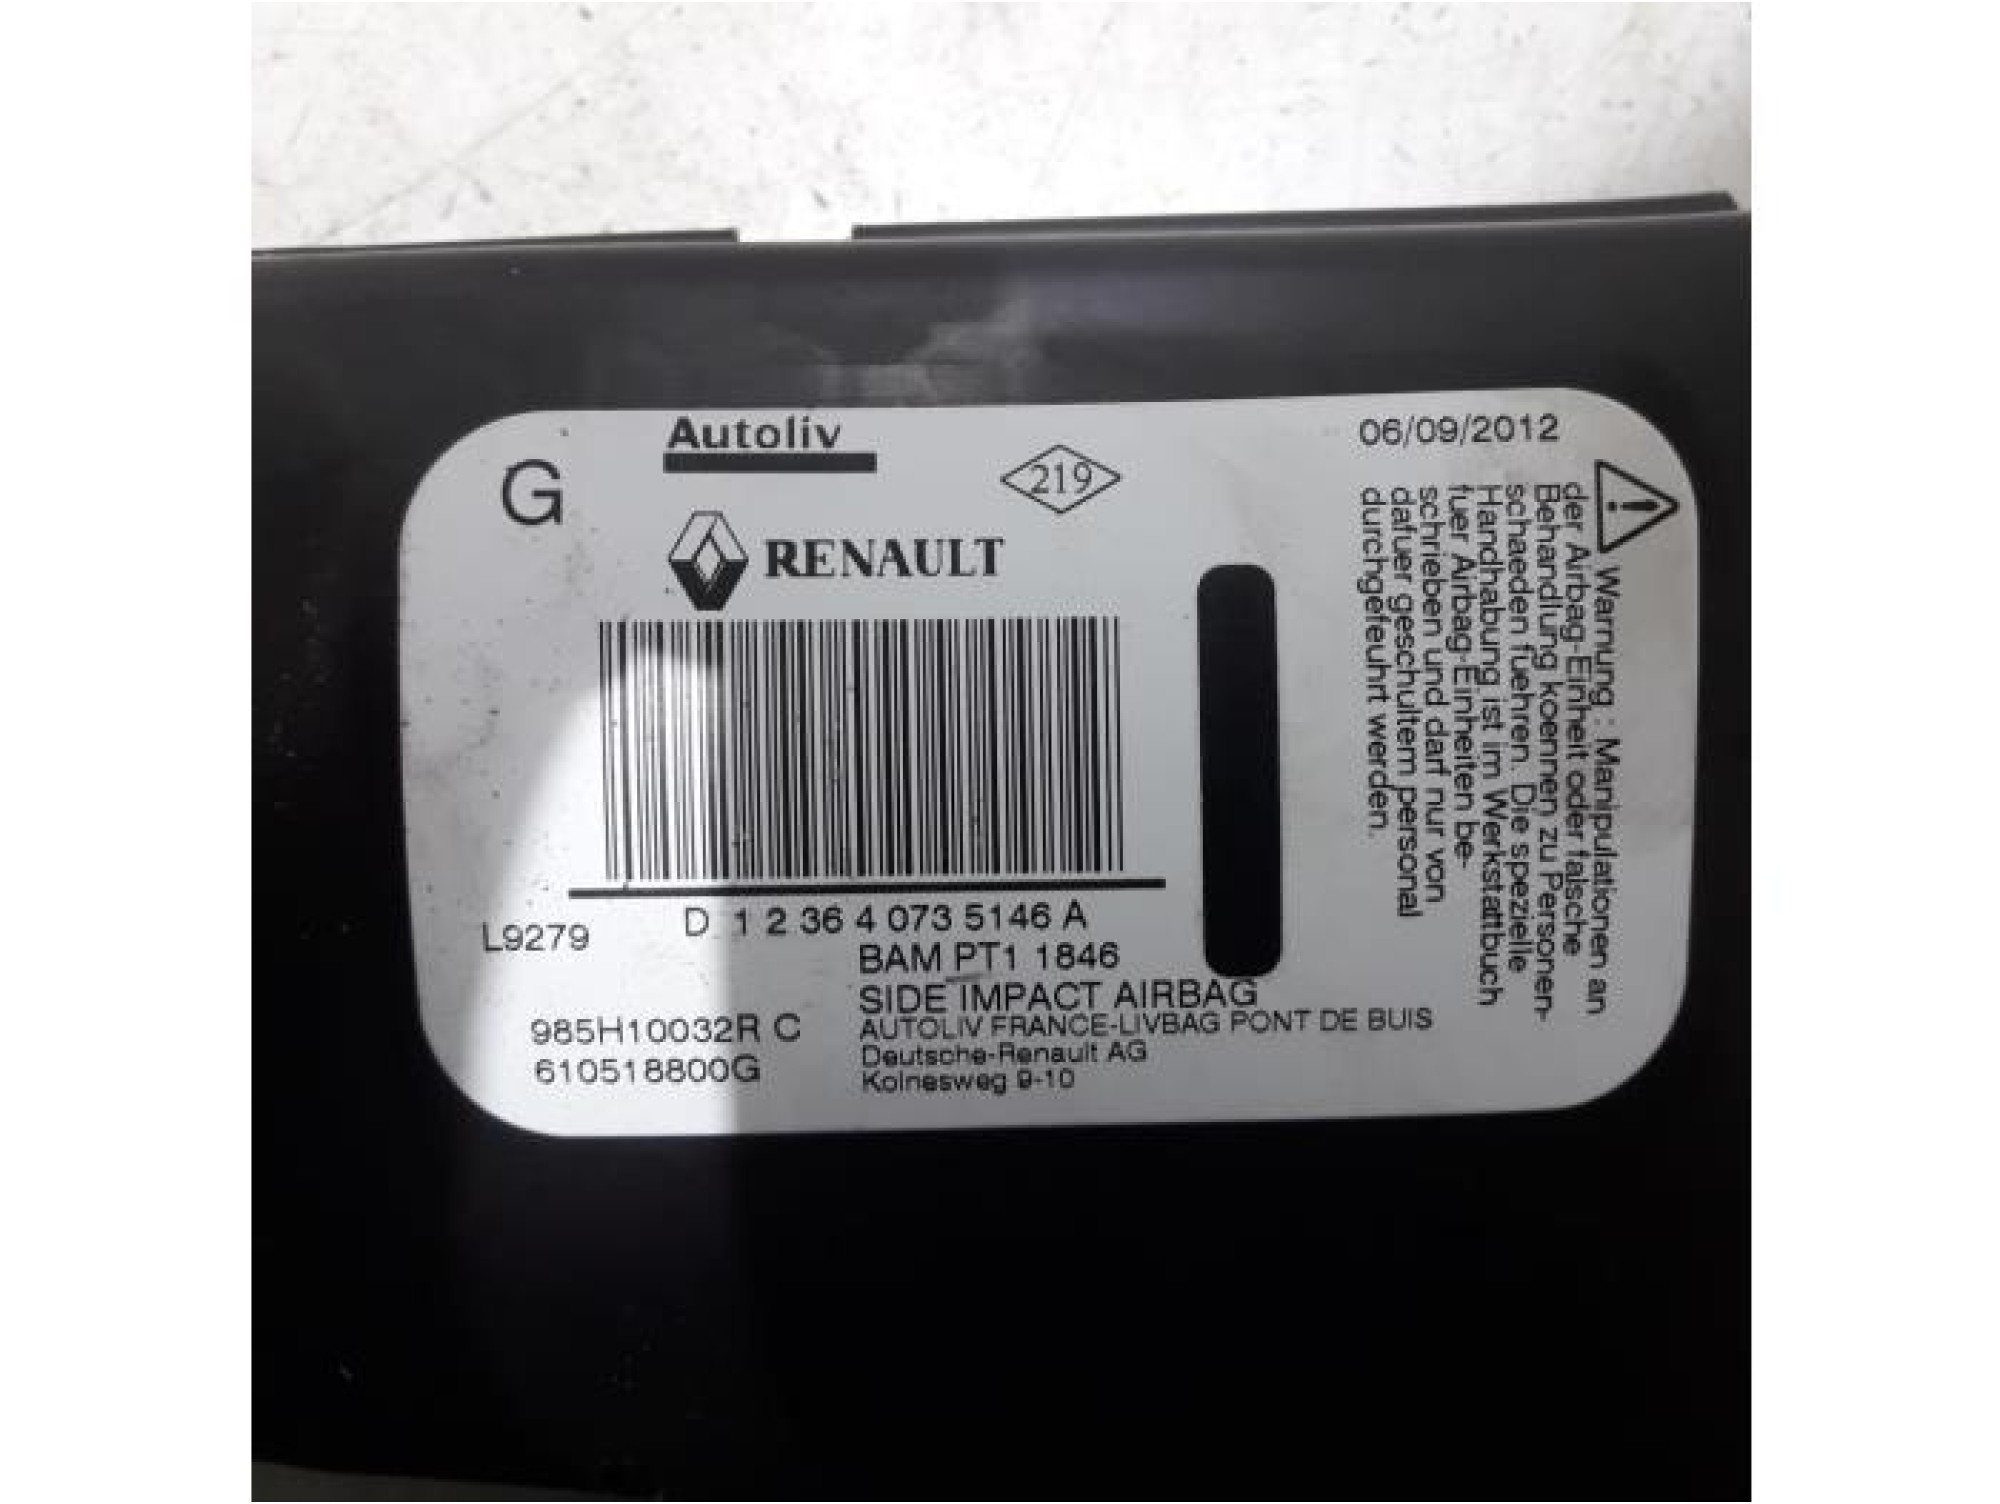 Autoliv
06/09/2012
G
219
RENAULT
D 1 2 36 4 073 5146 A
L9279
BAM PT1 1846
SIDE IMPACT AIRBAG
985H10032R C
AUTOLIV FRANCE-LIVBAG PONT DE BUIS
610518800G
Deutsche-Renault AG
Kolnesweg 9-10
Warnung : Manipulationen an
der Airbag-Einheit oder falsche
Behandlung koennen zu Personen-
schaeden fuehren. Die spezielle
Handhabung ist im Werkstattbuch
fuer Airbag-Einheiten be-
schrieben und darf nur von
dafuer geschultem personal
durchgefeuhrt werden.